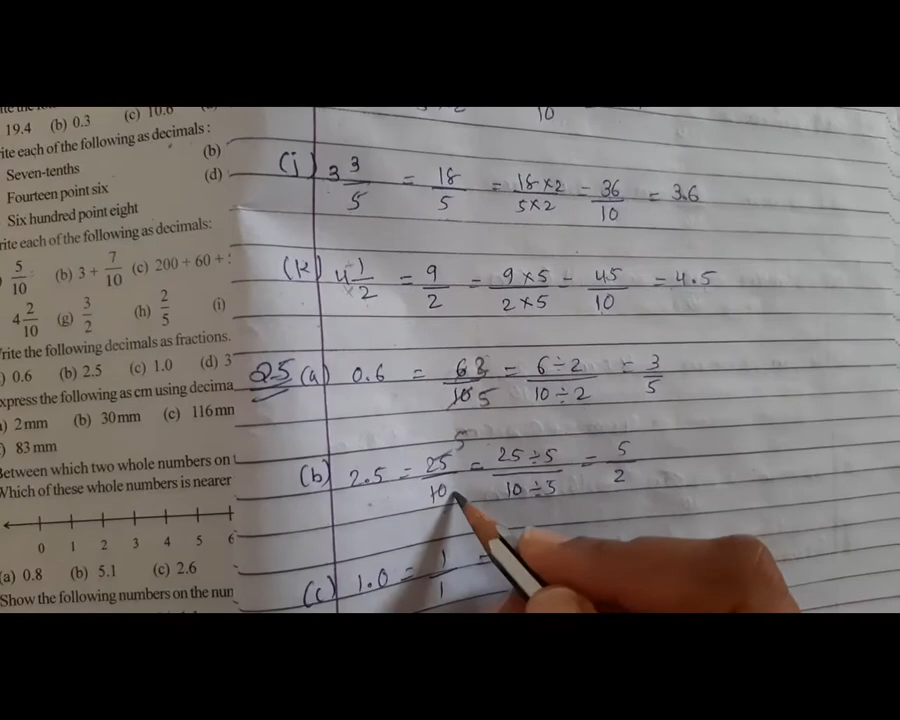 19.4 (b) 0.3 (c) 10.6
ite each of the following as decimals :
Seven-tenths (b)
Fourteen point six (d)
Six hundred point eight
rite each of the following as decimals:
5/10 (b) 3 + 7/10 (c) 200 + 60 +
4 2/10 (g) 3/2 (h) 2/5 (i)
rite the following decimals as fractions.
) 0.6 (b) 2.5 (c) 1.0 (d) 3
xpress the following as cm using decima
) 2 mm (b) 30 mm (c) 116 mm
) 83 mm
Between which two whole numbers on
Which of these whole numbers is nearer
0 1 2 3 4 5 6
(a) 0.8 (b) 5.1 (c) 2.6
Show the following numbers on the num
10
(j) 3 3/5 = 18/5 = 18×2/5×2 = 36/10 = 3.6
(k) 4 1/2 = 9/2 = 9×5/2×5 = 45/10 = 4.5
Q5 (a) 0.6 = 6 3/10 5 = 6÷2/10÷2 = 3/5
(b) 2.5 = 25 5/10 = 25÷5/10÷5 = 5/2
(c) 1.0 = 1/1 =